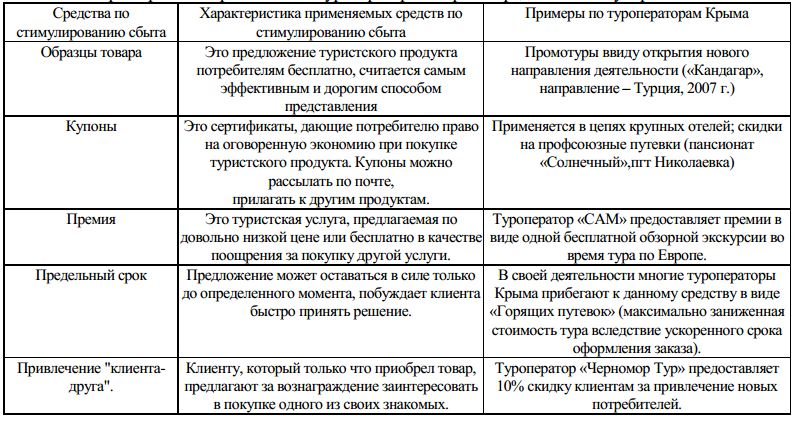 Средства по
стимулированию сбыта
Характеристика применяемых средств по
стимулированию сбыта
Примеры по туроператорам Крыма
Образцы товара
Это предложение туристского продукта
потребителям бесплатно, считается самым
эффективным и дорогим способом
представления
Промотуры ввиду открытия нового
направления деятельности («Кандагар»,
направление – Турция, 2007 г.)
Купоны
Это сертификаты, дающие потребителю право
на оговоренную экономию при покупке
туристского продукта. Купоны можно
рассылать по почте,
прилагать к другим продуктам.
Применяется в цепях крупных отелей; скидки
на профсоюзные путевки (пансионат
«Солнечный»,пгт Николаевка)
Премия
Это туристская услуга, предлагаемая по
довольно низкой цене или бесплатно в качестве
поощрения за покупку другой услуги.
Туроператор «САМ» предоставляет премии в
виде одной бесплатной обзорной экскурсии во
время тура по Европе.
Предельный срок
Предложение может оставаться в силе только
до определенного момента, побуждает клиента
быстро принять решение.
В своей деятельности многие туроператоры
Крыма прибегают к данному средству в виде
«Горящих путевок» (максимально заниженная
стоимость тура вследствие ускоренного срока
оформления заказа).
Привлечение "клиента-
друга".
Клиенту, который только что приобрел товар,
предлагают за вознаграждение заинтересовать
в покупке одного из своих знакомых.
Туроператор «Черномор Тур» предоставляет
10% скидку клиентам за привлечение новых
потребителей.